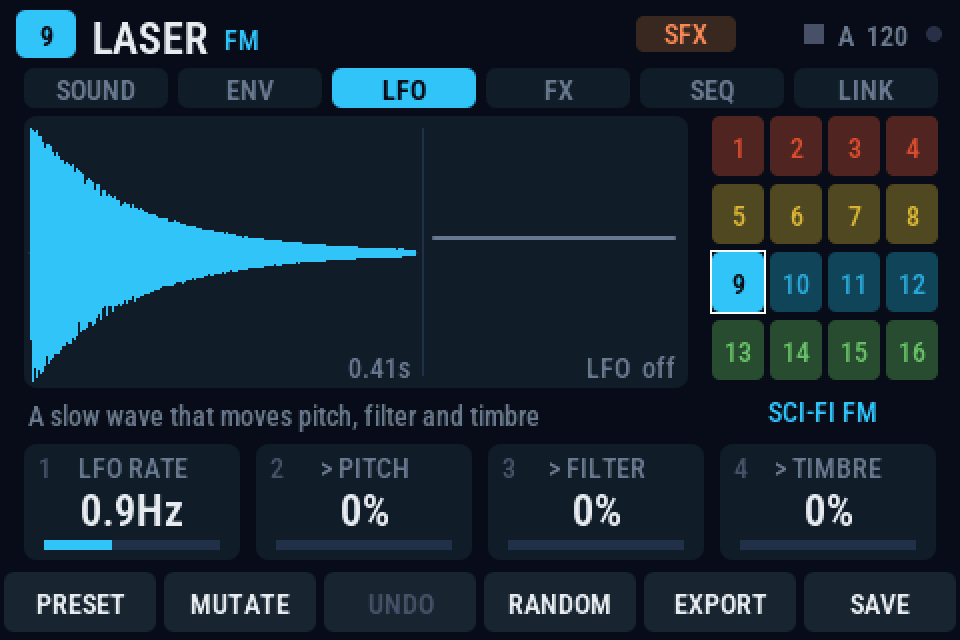 9 LASER FM SFX A 120
SOUND ENV LFO FX SEQ LINK
1 2 3 4
5 6 7 8
9 10 11 12
13 14 15 16
0.41s LFO off
A slow wave that moves pitch, filter and timbre
SCI-FI FM
1 LFO RATE 2 > PITCH 3 > FILTER 4 > TIMBRE
0.9Hz 0% 0% 0%
PRESET MUTATE UNDO RANDOM EXPORT SAVE